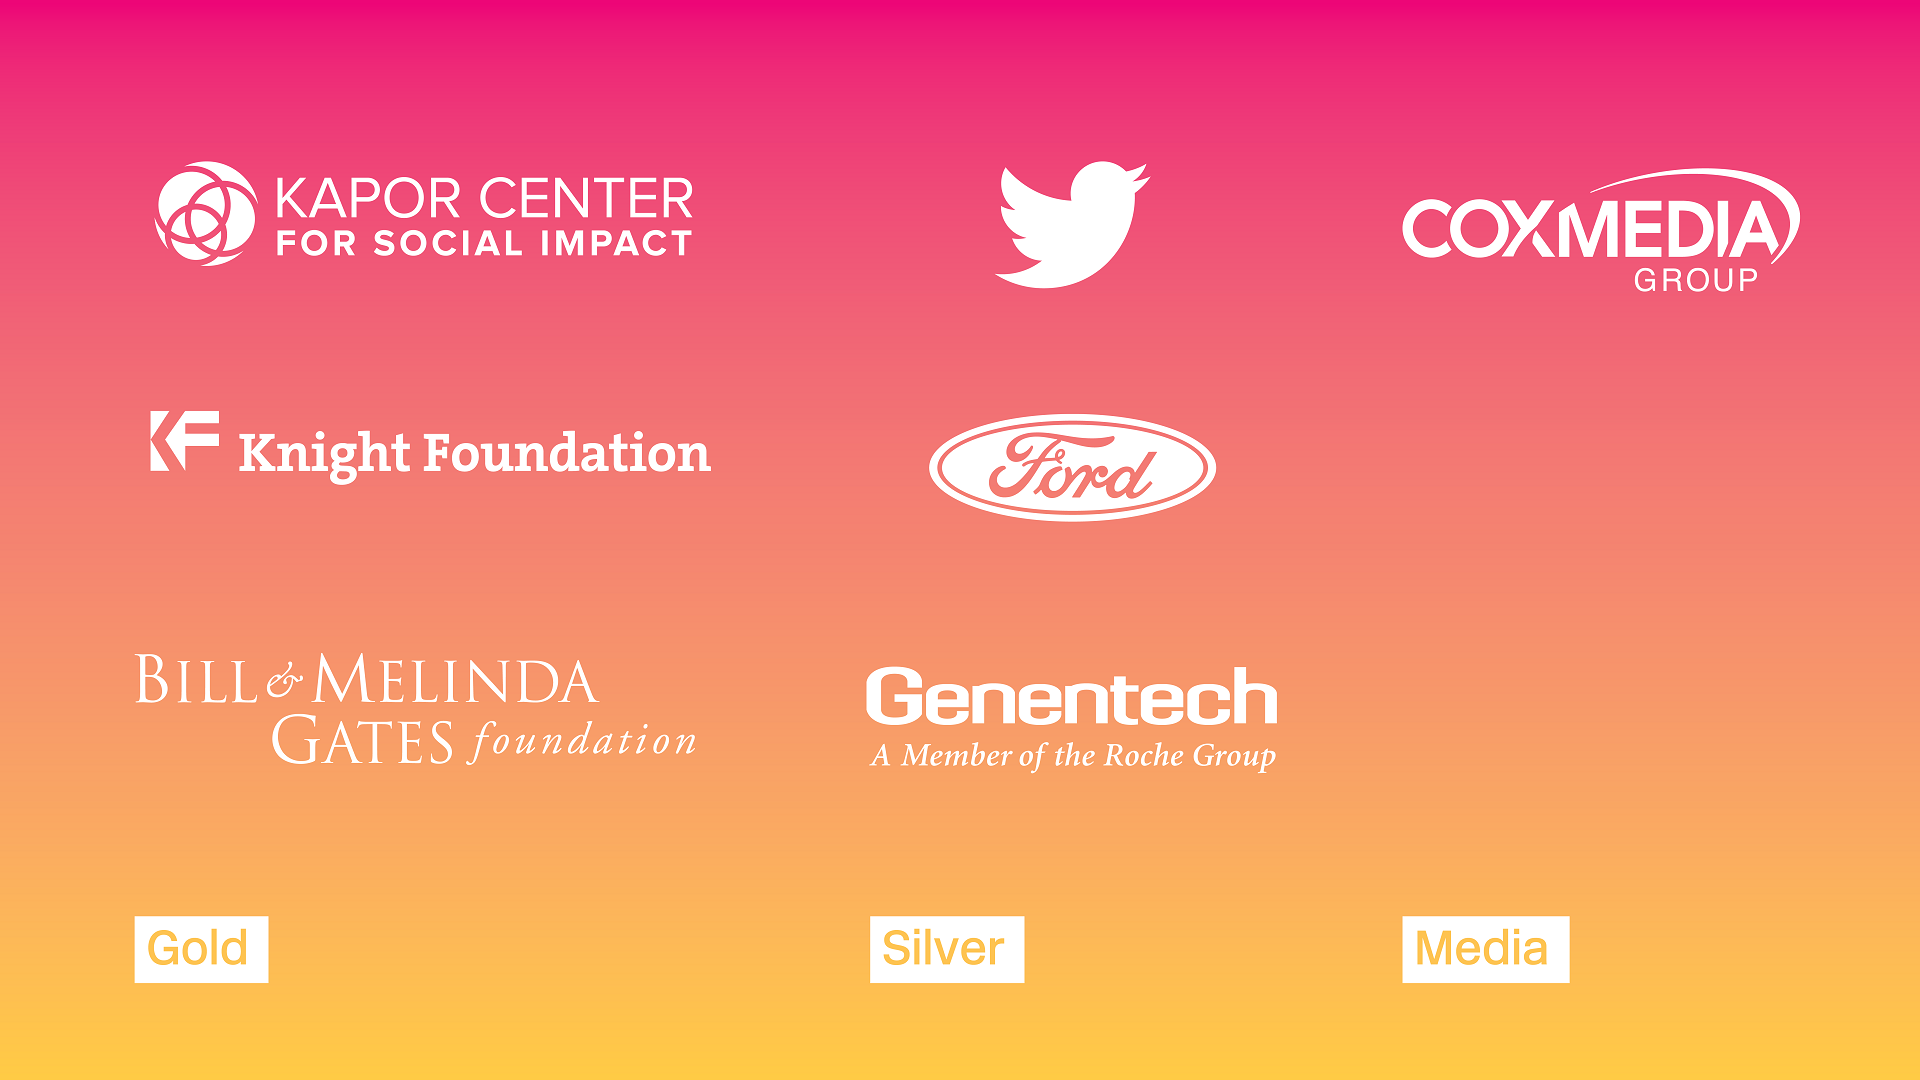 KAPOR CENTER
FOR SOCIAL IMPACT
COXMEDIA
GROUP
KF Knight Foundation
Ford
BILL & MELINDA
GATES foundation
Genentech
A Member of the Roche Group
Gold
Silver
Media